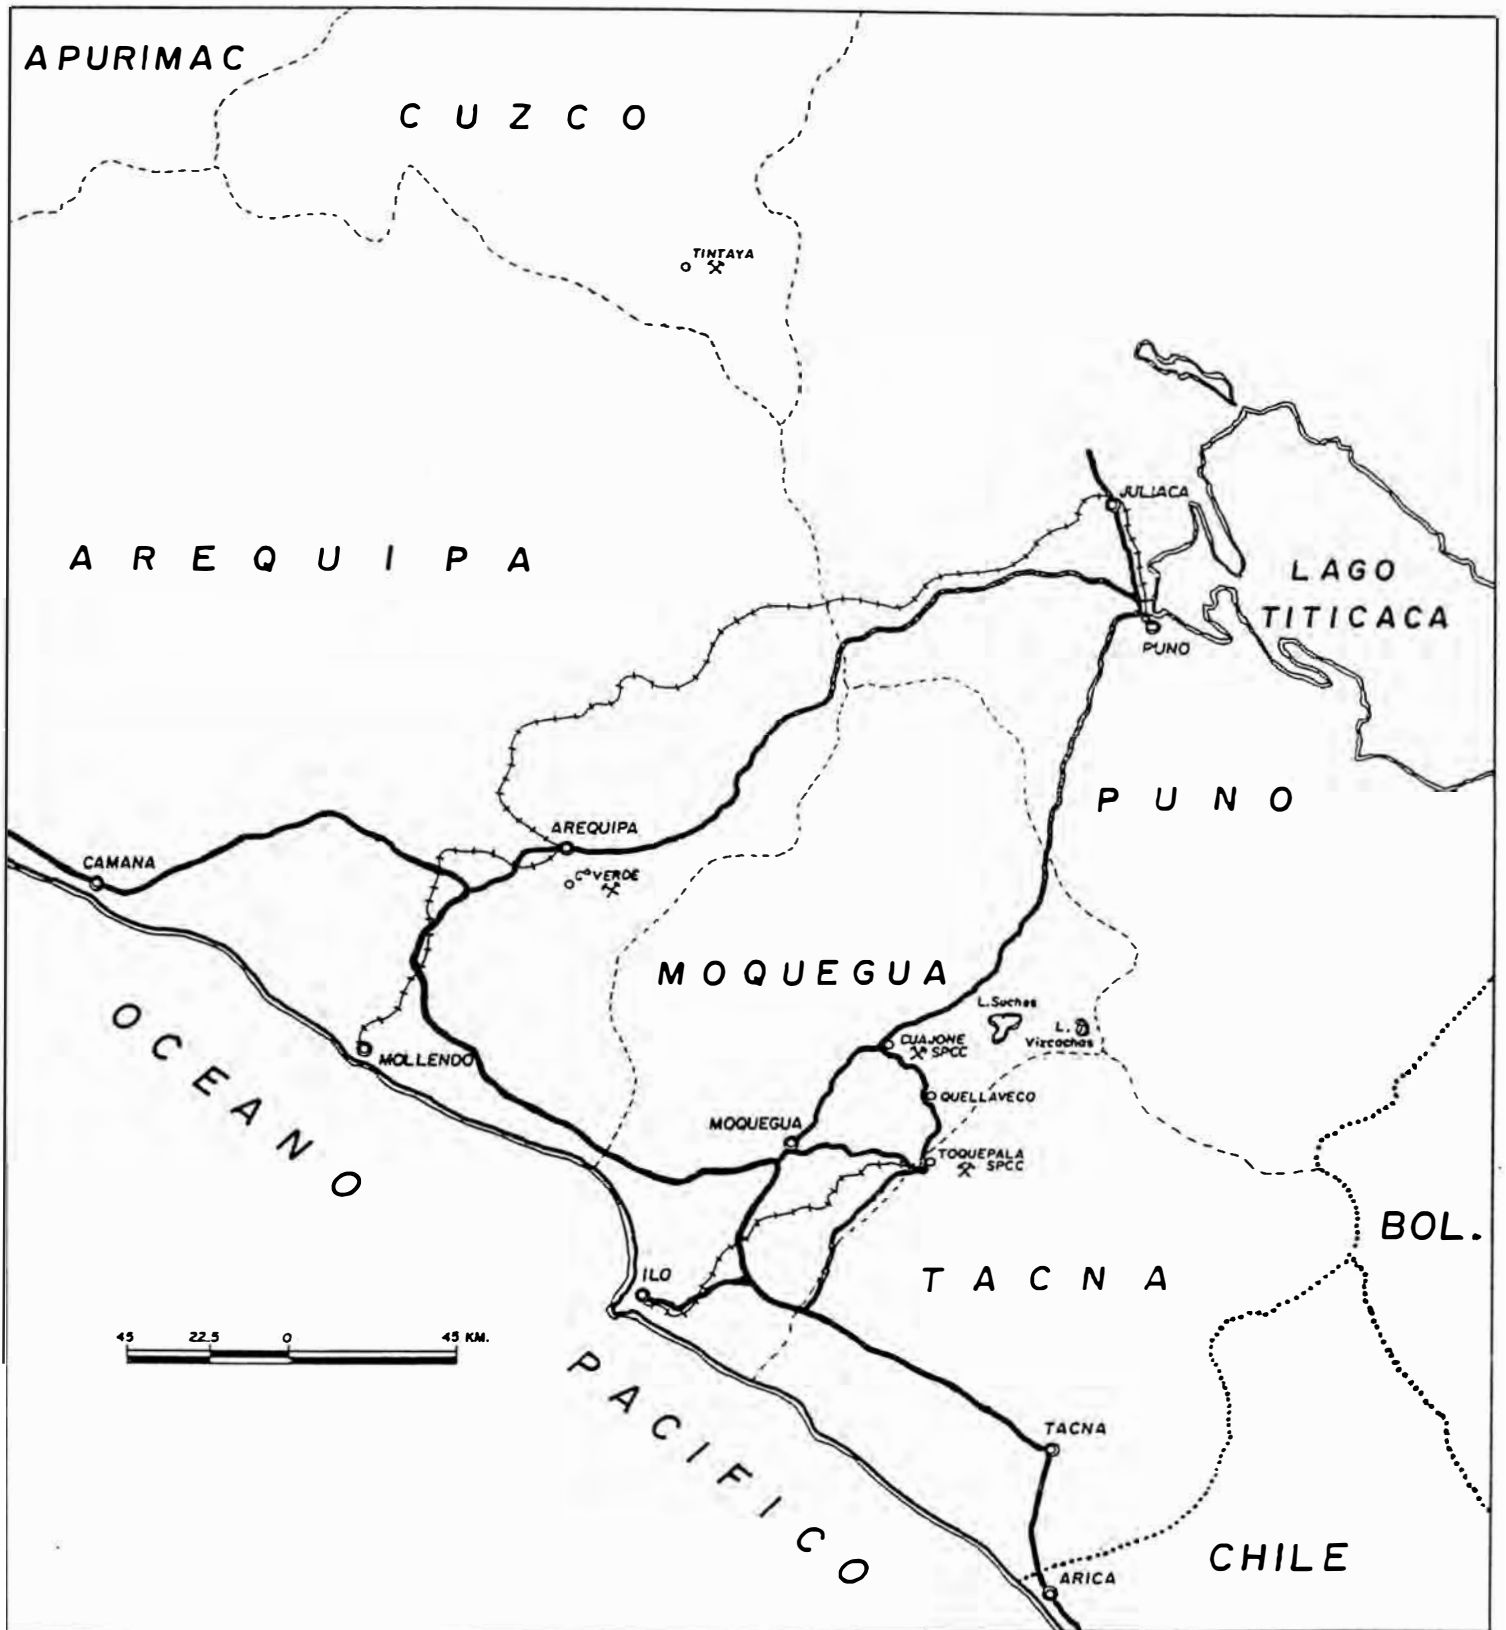 APURIMAC
CUZCO
TINTAYA
JULIACA
AREQUIPA
LAGO
TITICACA
PUNO
PUNO
AREQUIPA
CAMANA
Cº VERDE
MOQUEGUA
L. Suches
L.
Vizcachas
OCEANO
CUAJONE
SPCC
MOLLENDO
QUELLAVECO
MOQUEGUA
TOQUEPALA
SPCC
BOL.
ILO
TACNA
45 22.5 0 45 KM.
PACIFICO
TACNA
CHILE
ARICA